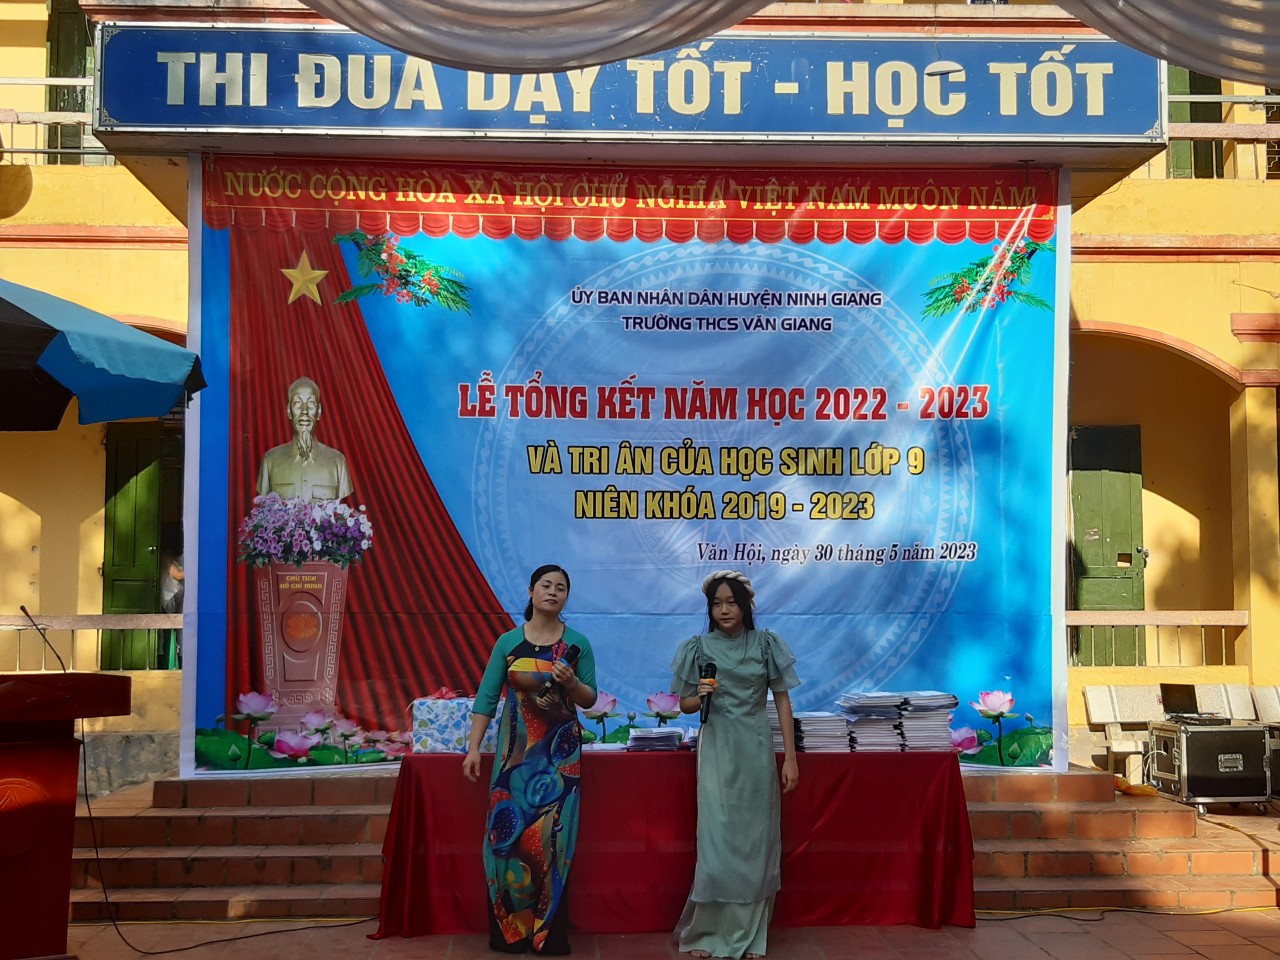 THI ĐUA DẠY TỐT - HỌC TỐT
NƯỚC CỘNG HÒA XÃ HỘI CHỦ NGHĨA VIỆT NAM MUÔN NĂM!
ỦY BAN NHÂN DÂN HUYỆN NINH GIANG
TRƯỜNG THCS VĂN GIANG
LỄ TỔNG KẾT NĂM HỌC 2022 - 2023
VÀ TRI ÂN CỦA HỌC SINH LỚP 9
NIÊN KHÓA 2019 - 2023
Văn Hội, ngày 30 tháng 5 năm 2023
CHỦ TỊCH
HỒ CHÍ MINH